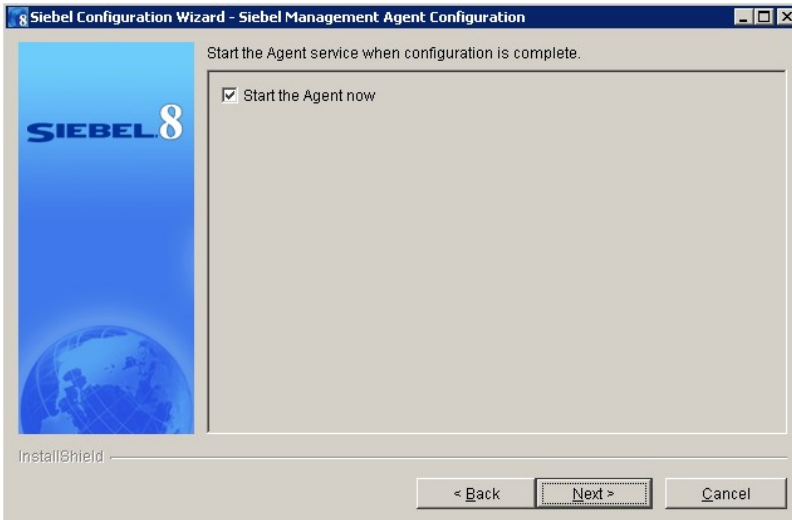 Siebel Configuration Wizard - Siebel Management Agent Configuration
Start the Agent service when configuration is complete.
Start the Agent now
SIEBEL.8
InstallShield
< Back
Next >
Cancel